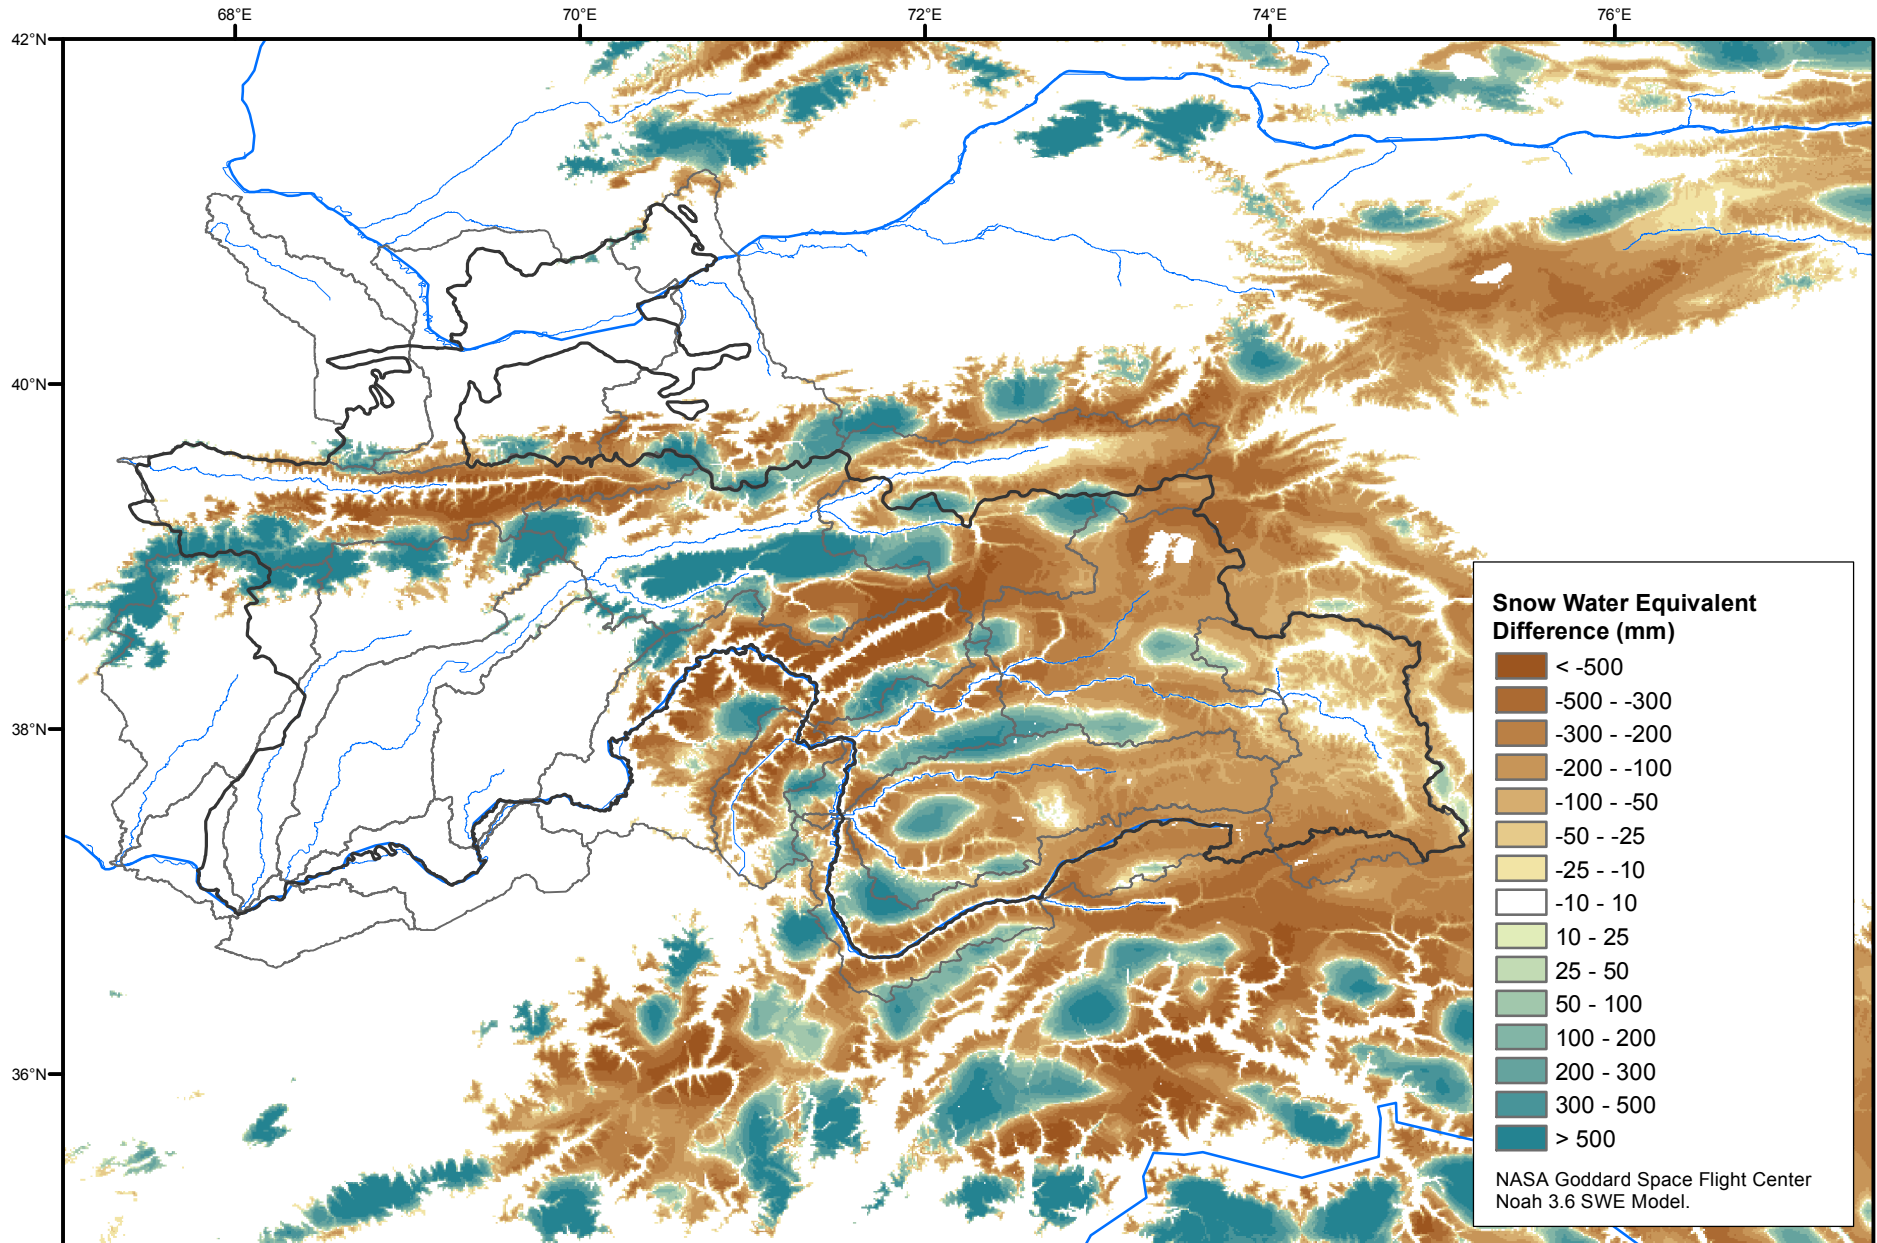 68°E
70°E
72°E
74°E
76°E
42°N
40°N
38°N
36°N
Snow Water Equivalent
Difference (mm)
< -500
-500 - -300
-300 - -200
-200 - -100
-100 - -50
-50 - -25
-25 - -10
-10 - 10
10 - 25
25 - 50
50 - 100
100 - 200
200 - 300
300 - 500
> 500
NASA Goddard Space Flight Center
Noah 3.6 SWE Model.